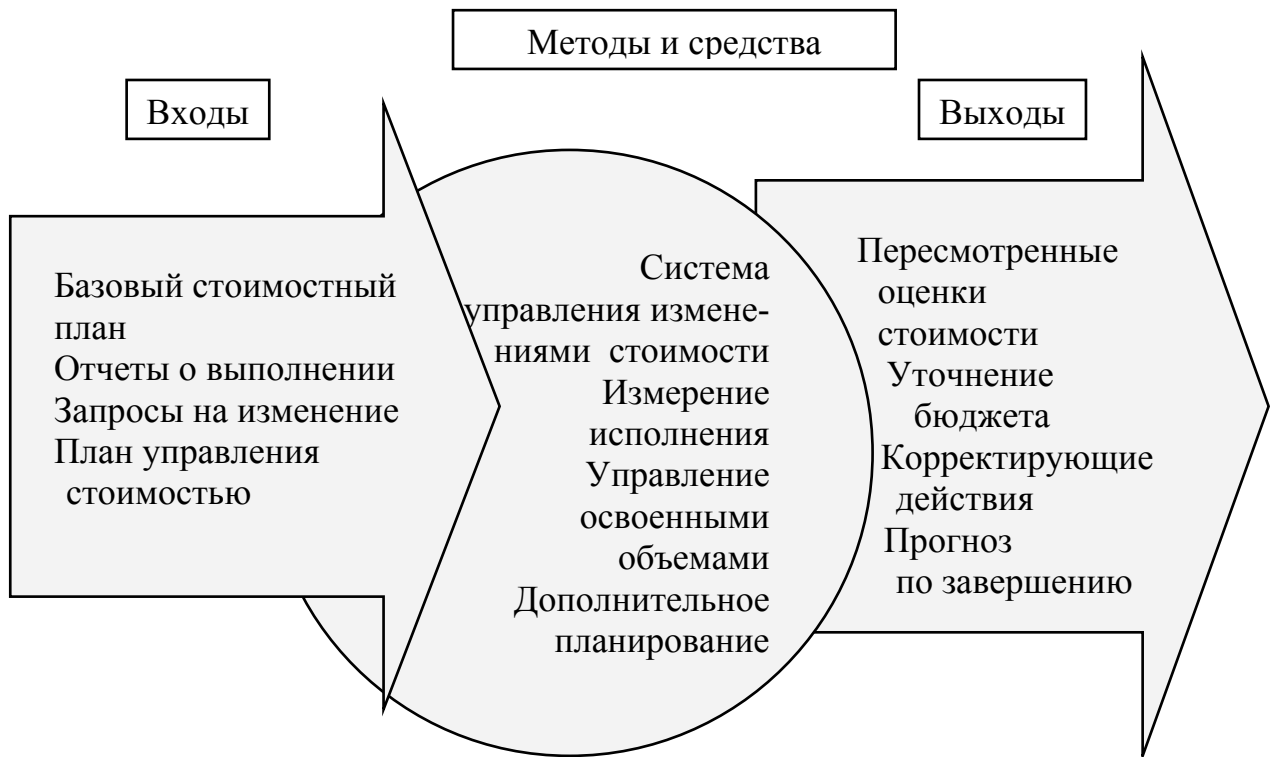 Методы и средства
Входы
Выходы
Базовый стоимостный
план
Отчеты о выполнении
Запросы на изменение
План управления
стоимостью
Система
управления измене-
ниями стоимости
Измерение
исполнения
Управление
освоенными
объемами
Дополнительное
планирование
Пересмотренные
оценки
стоимости
Уточнение
бюджета
Корректирующие
действия
Прогноз
по завершению